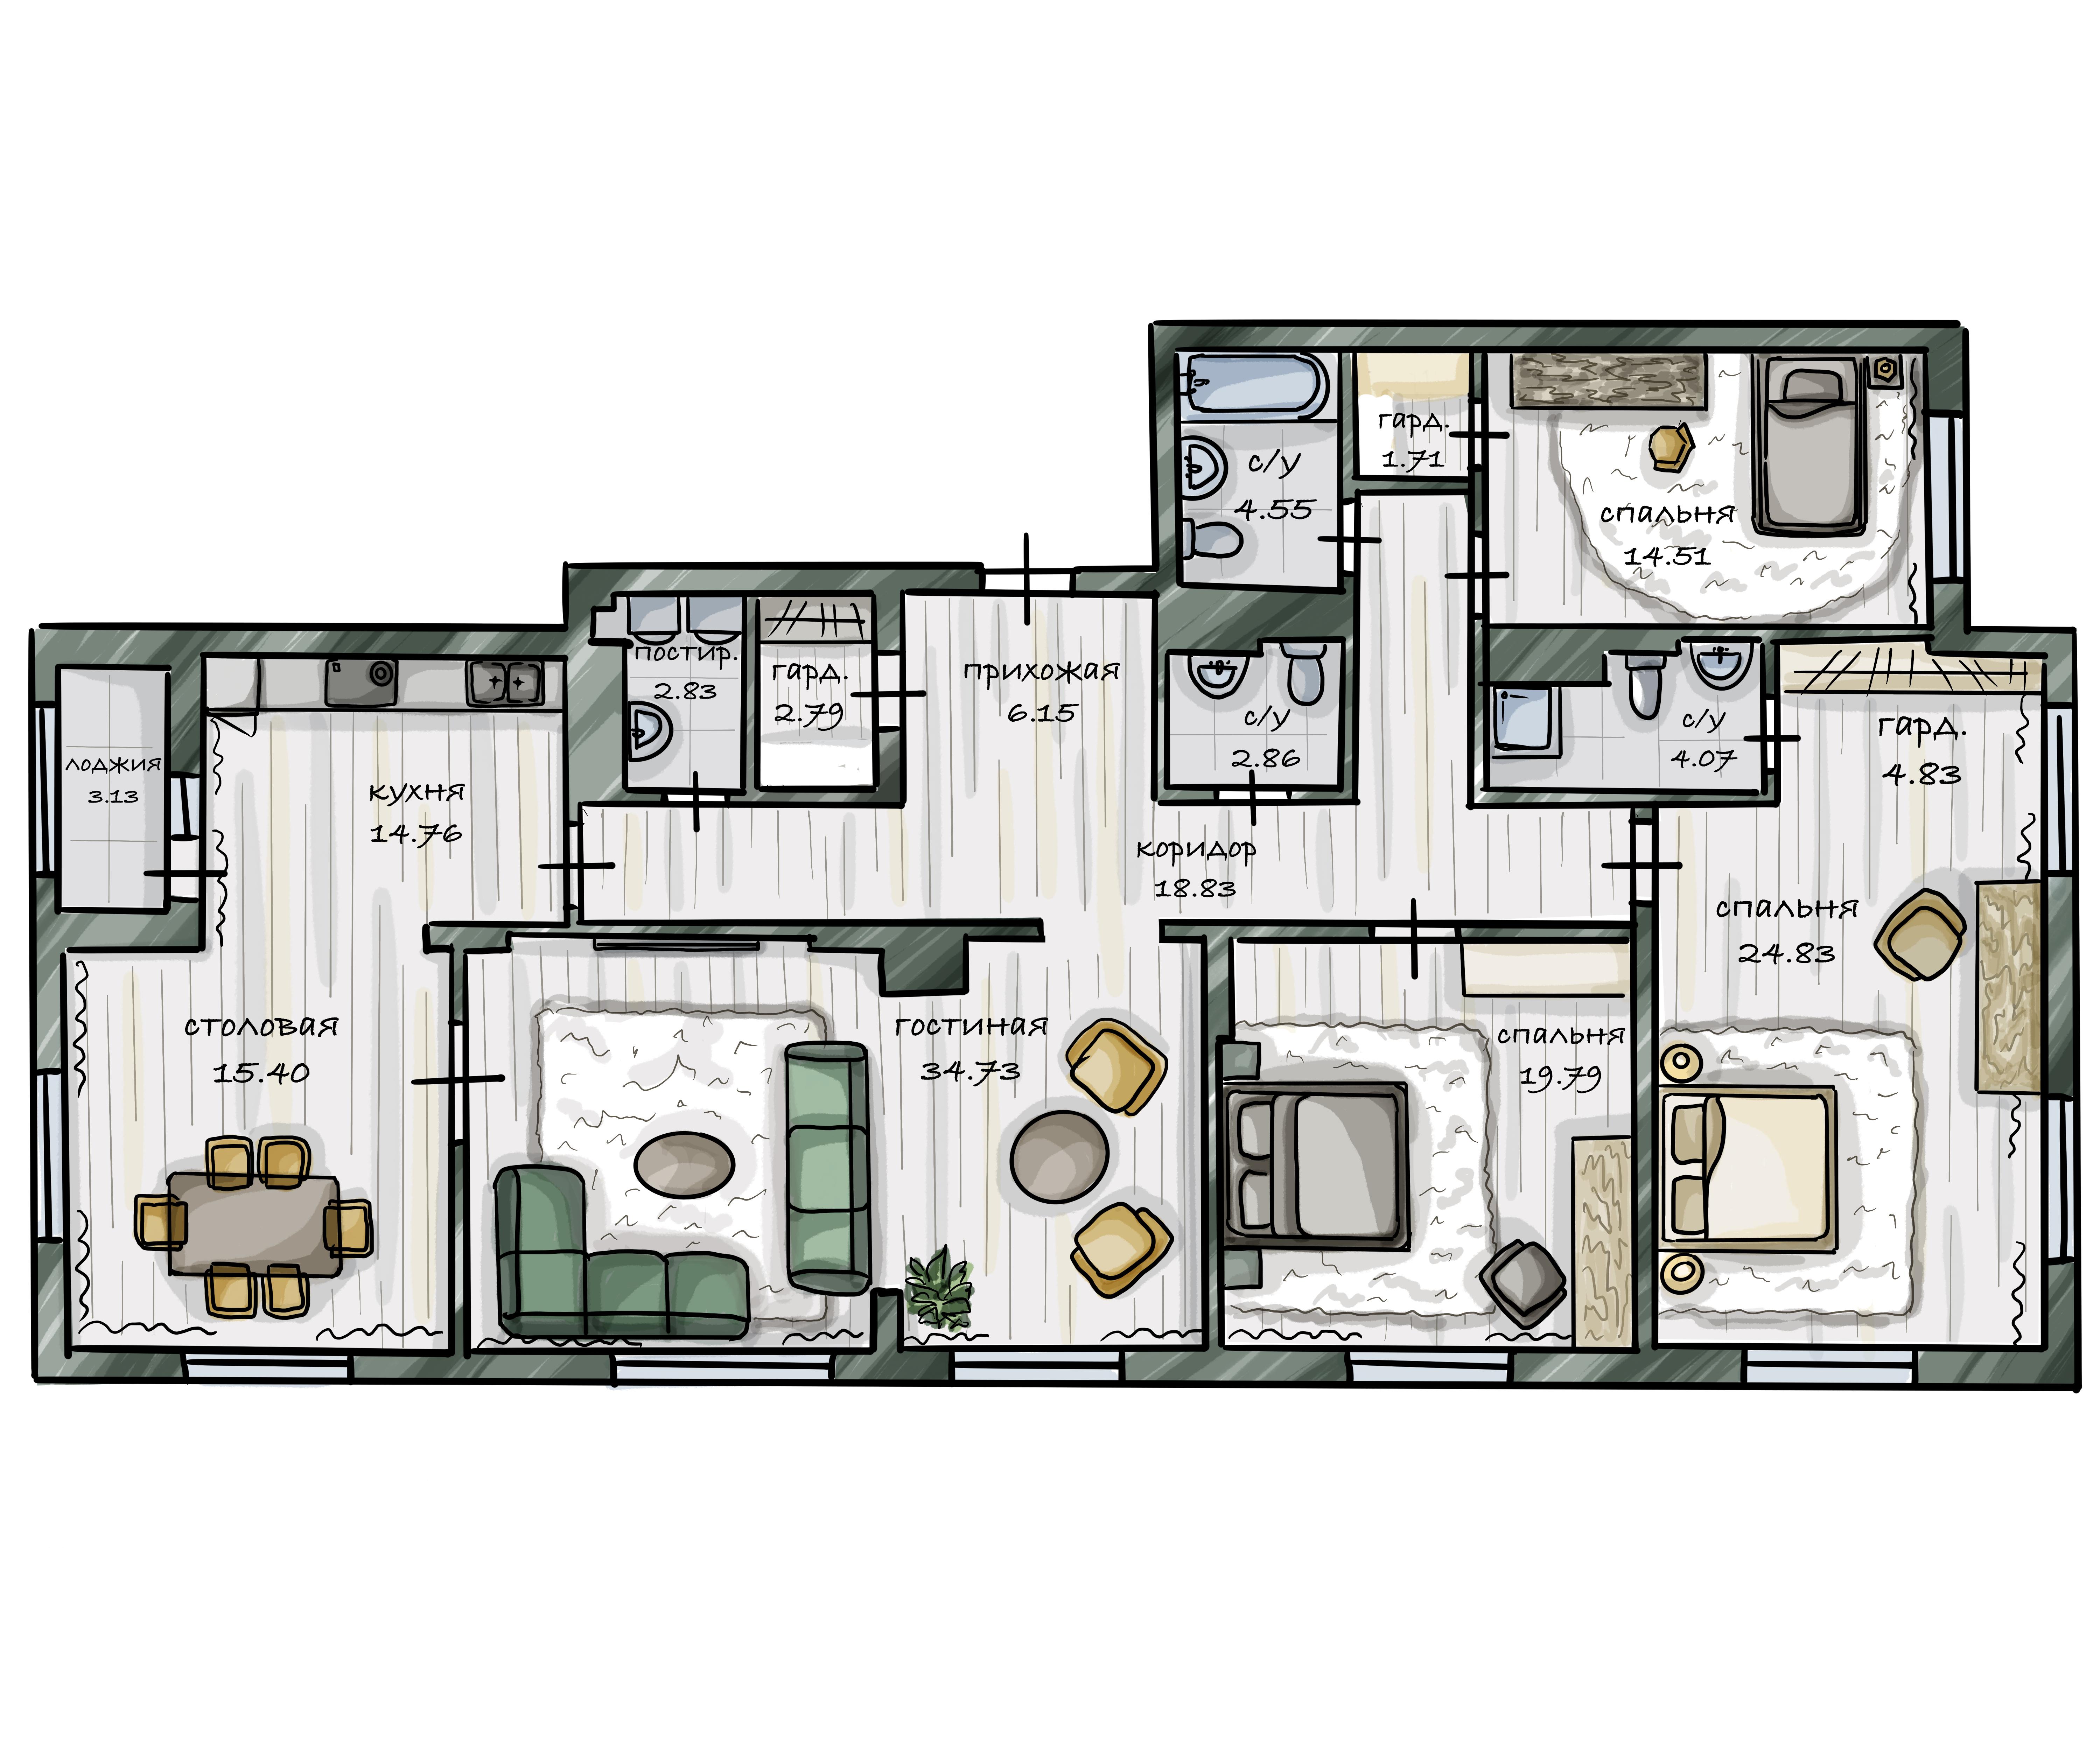 гард.
1.71
с/у
4.55
спальня
14.51
постир.
2.83
гард.
2.79
прихожая
6.15
с/у
2.86
с/у
4.07
гард.
4.83
лоджия
3.13
кухня
14.76
коридор
18.83
спальня
24.83
столовая
15.40
гостиная
34.73
спальня
19.79